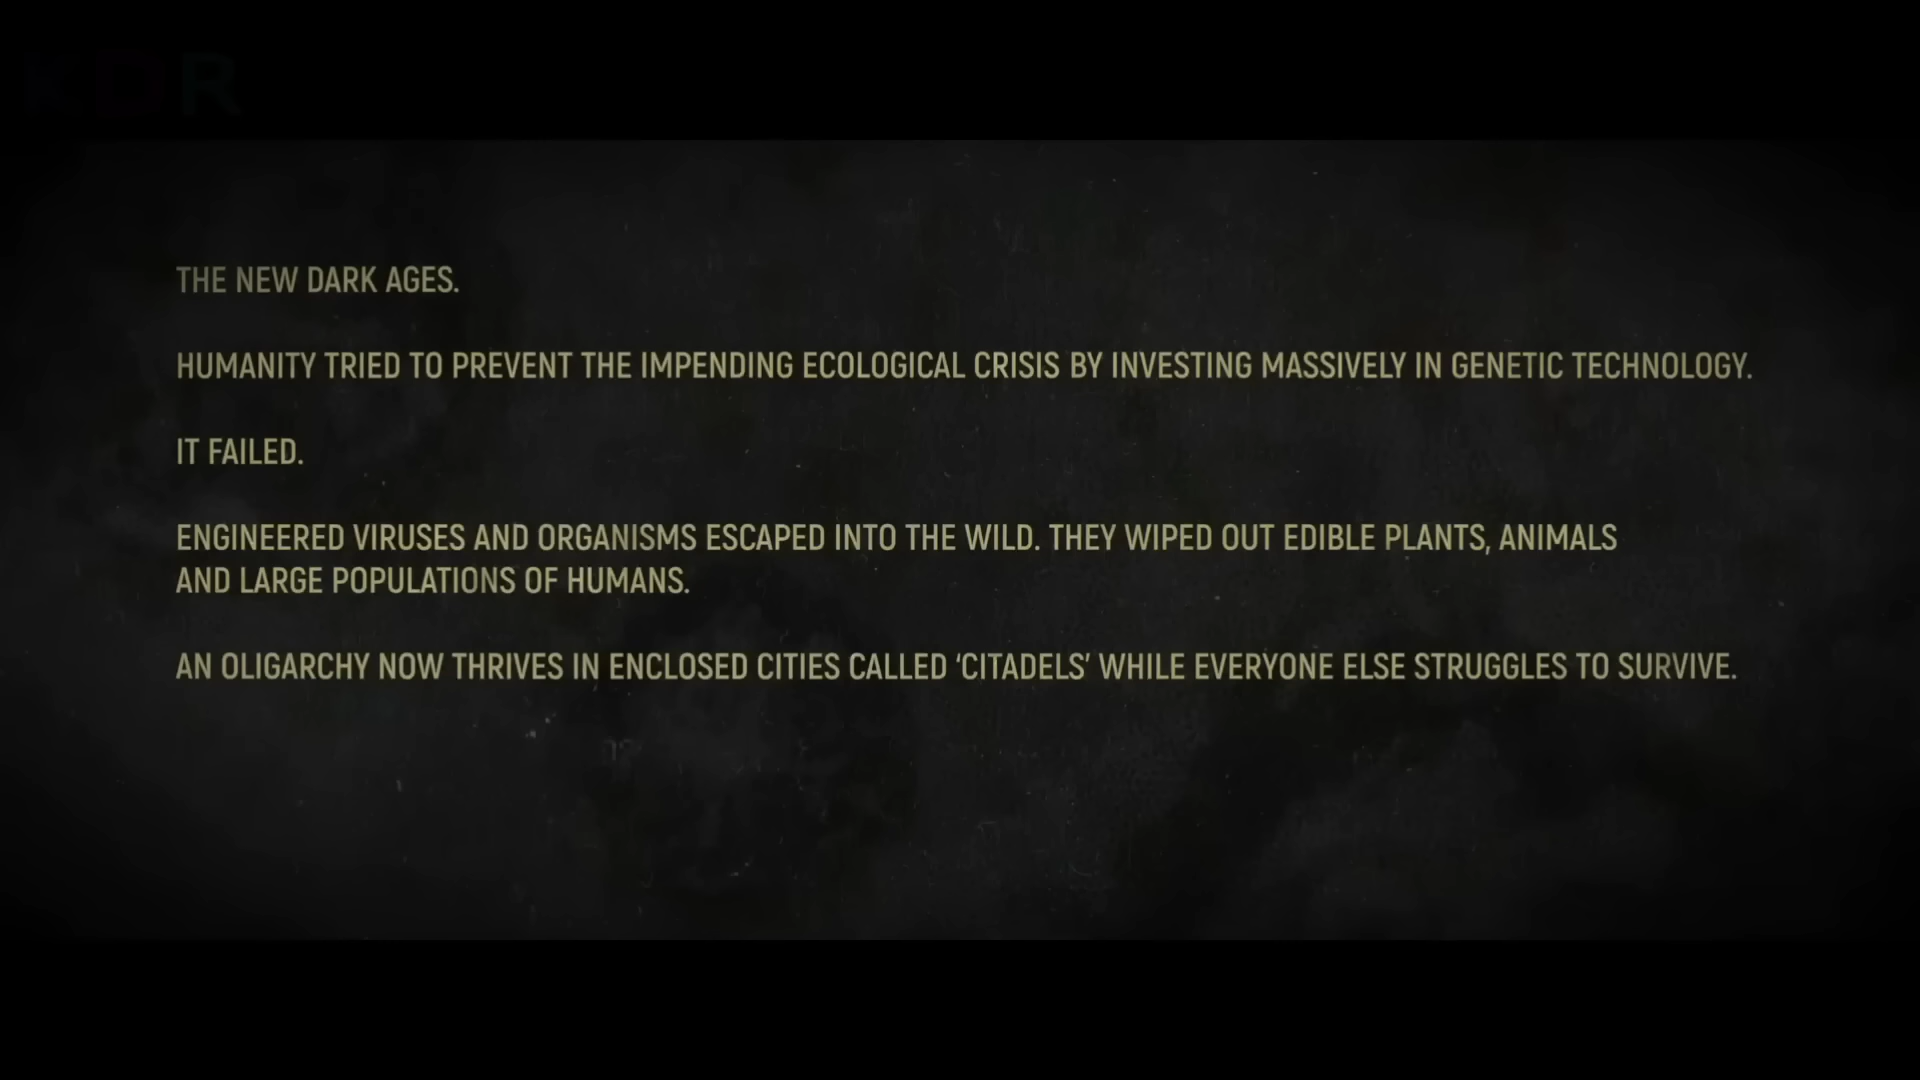 KDR
THE NEW DARK AGES.
HUMANITY TRIED TO PREVENT THE IMPENDING ECOLOGICAL CRISIS BY INVESTING MASSIVELY IN GENETIC TECHNOLOGY.
IT FAILED.
ENGINEERED VIRUSES AND ORGANISMS ESCAPED INTO THE WILD. THEY WIPED OUT EDIBLE PLANTS, ANIMALS
AND LARGE POPULATIONS OF HUMANS.
AN OLIGARCHY NOW THRIVES IN ENCLOSED CITIES CALLED ‘CITADELS’ WHILE EVERYONE ELSE STRUGGLES TO SURVIVE.